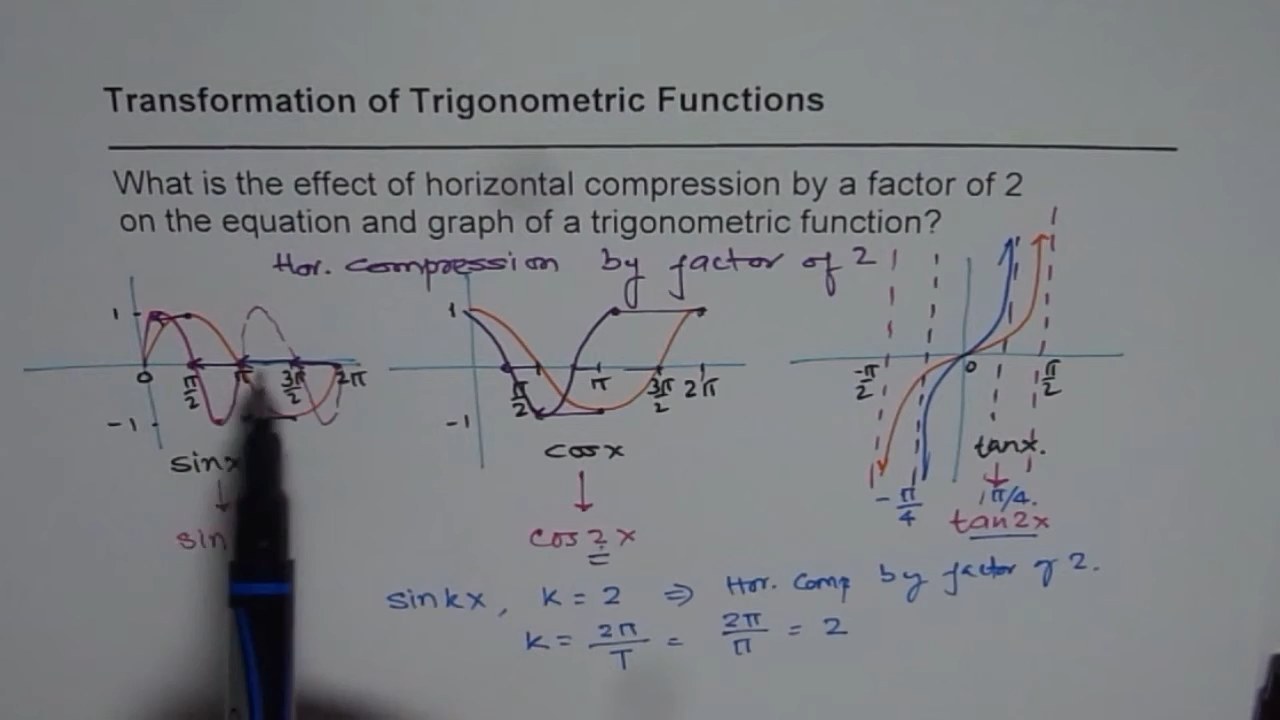 Transformation of Trigonometric Functions
What is the effect of horizontal compression by a factor of 2
on the equation and graph of a trigonometric function?
Hor. compression by factor of 2
1
0 π/2 π 3π/2 2π
-1
sinx
sin
1
π/2 π 3π/2 2π
-1
cosx
cos2x
-π/2 0 π/2
tanx.
-π/4 π/4.
tan2x
sinkx, k = 2 ⇒ Hor. Comp by factor of 2.
k = 2π/T = 2π/π = 2